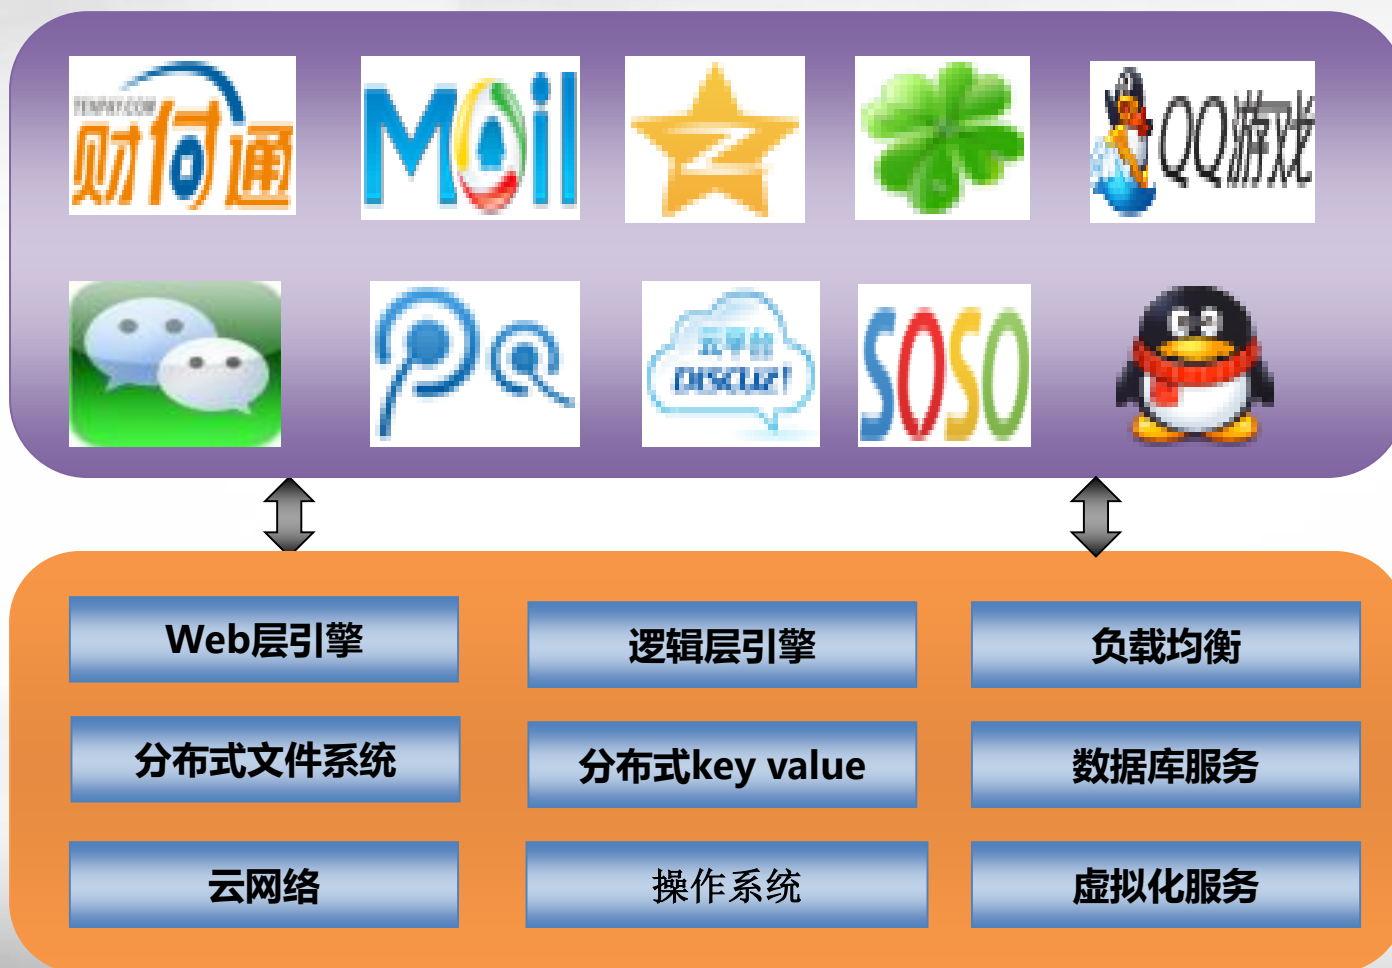 TENPAY.COM
财付通
Mail
QQ游戏
云平台
DISCUZ!
SOSO
Web层引擎
逻辑层引擎
负载均衡
分布式文件系统
分布式key value
数据库服务
云网络
操作系统
虚拟化服务